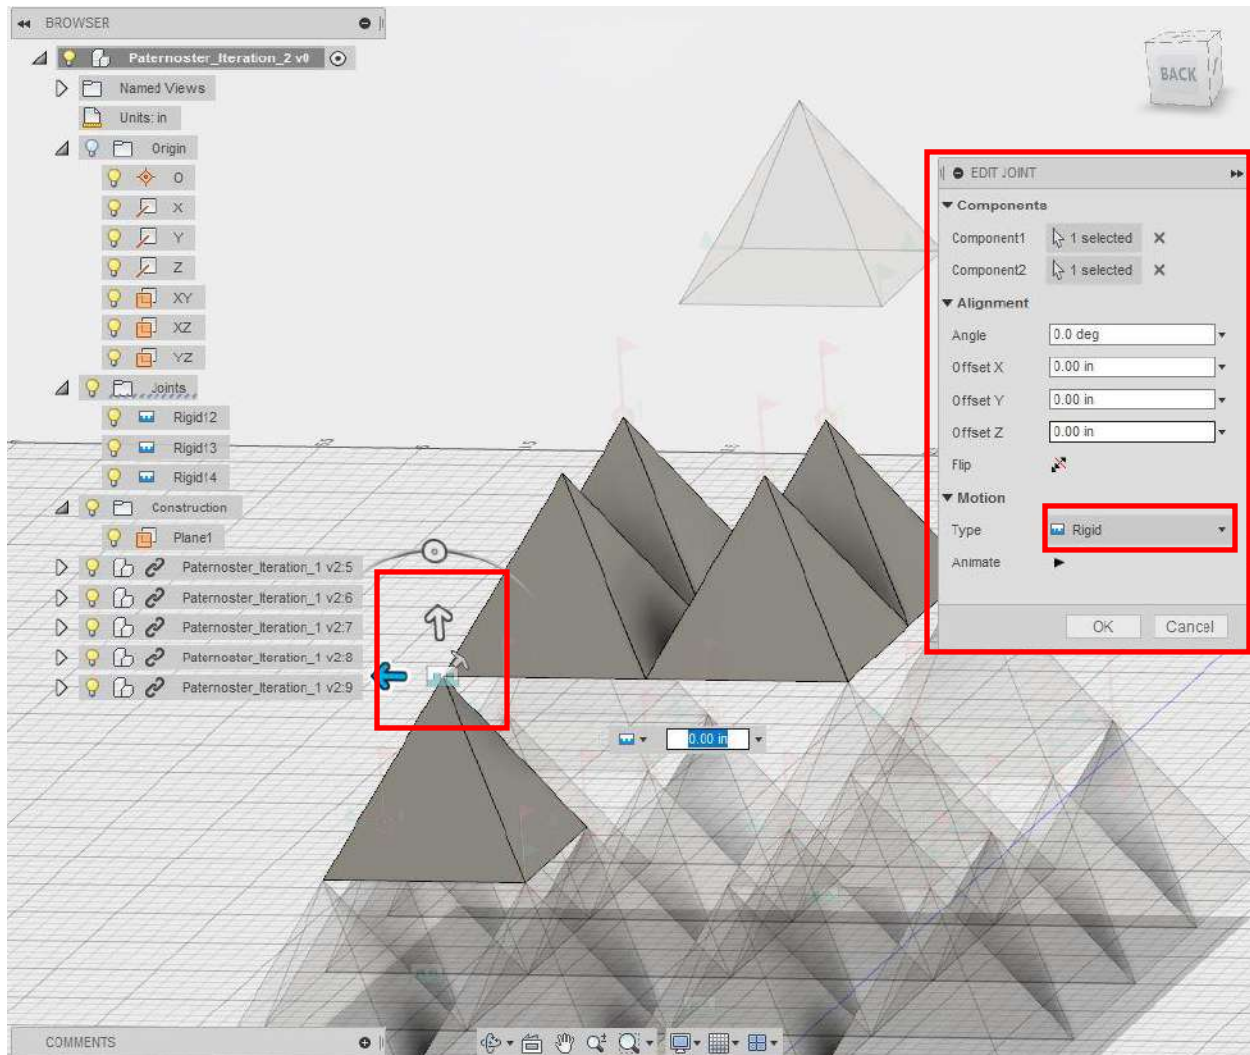 BROWSER
Paternoster_Iteration_2 v0
Named Views
Units: in
Origin
O
X
Y
Z
XY
XZ
YZ
Joints
Rigid12
Rigid13
Rigid14
Construction
Plane1
Paternoster_Iteration_1 v2:5
Paternoster_Iteration_1 v2:6
Paternoster_Iteration_1 v2:7
Paternoster_Iteration_1 v2:8
Paternoster_Iteration_1 v2:9
BACK
EDIT JOINT
Components
Component1 1 selected
Component2 1 selected
Alignment
Angle 0.0 deg
Offset X 0.00 in
Offset Y 0.00 in
Offset Z 0.00 in
Flip
Motion
Type Rigid
Animate
OK Cancel
0.00 in
COMMENTS